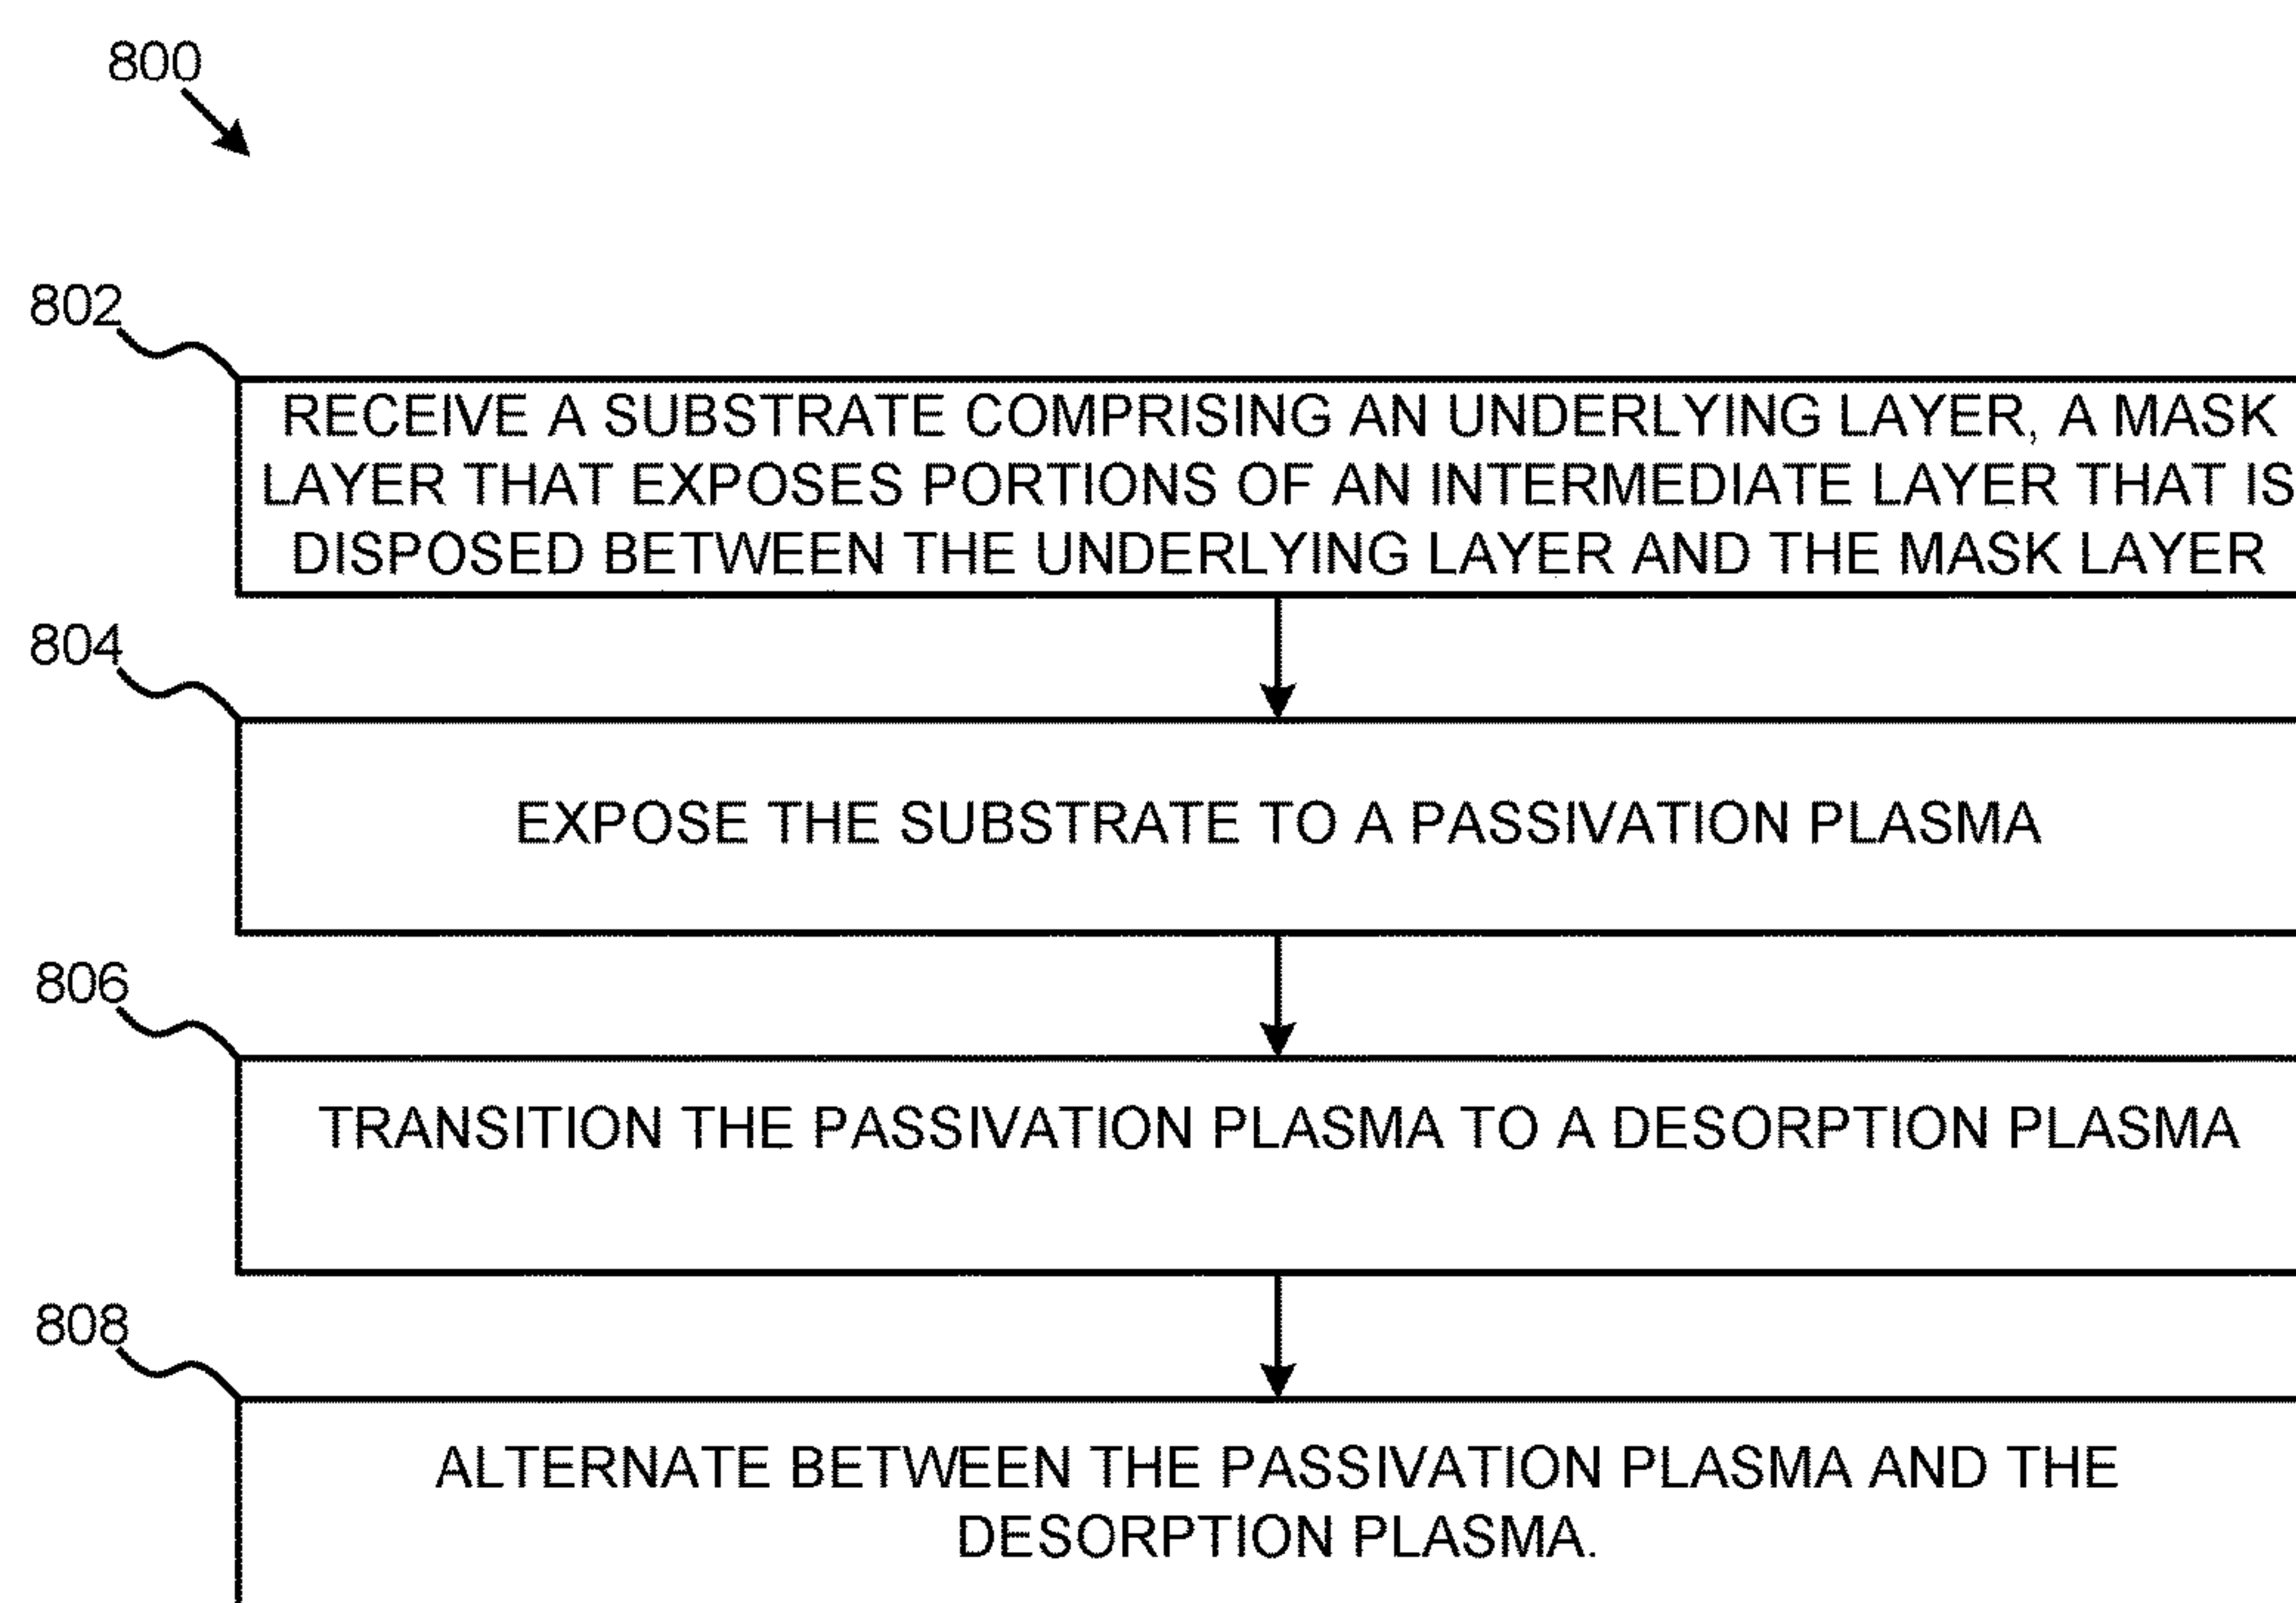 800
802
RECEIVE A SUBSTRATE COMPRISING AN UNDERLYING LAYER, A MASK
LAYER THAT EXPOSES PORTIONS OF AN INTERMEDIATE LAYER THAT IS
DISPOSED BETWEEN THE UNDERLYING LAYER AND THE MASK LAYER
804
EXPOSE THE SUBSTRATE TO A PASSIVATION PLASMA
806
TRANSITION THE PASSIVATION PLASMA TO A DESORPTION PLASMA
808
ALTERNATE BETWEEN THE PASSIVATION PLASMA AND THE
DESORPTION PLASMA.